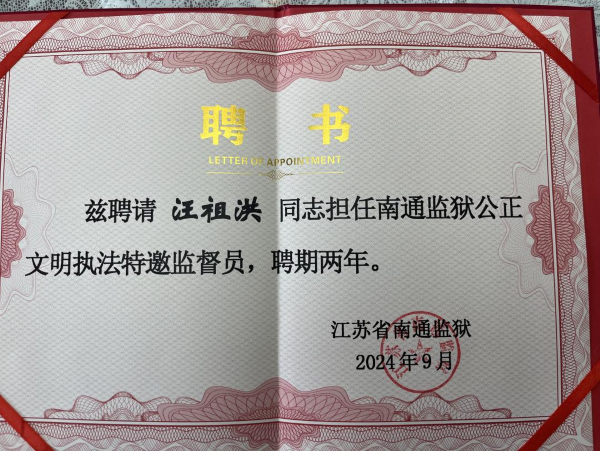 聘 书
LETTER OF APPOINTMENT
兹聘请 汪祖洪 同志担任南通监狱公正
文明执法特邀监督员，聘期两年。
江苏省南通监狱
2024年9月